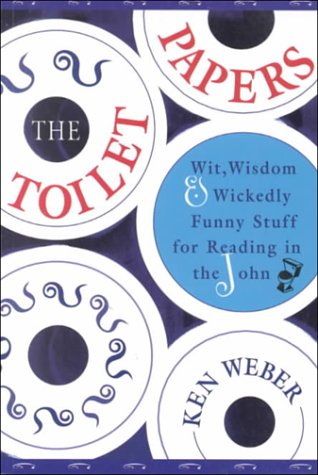 THE
TOILET
PAPERS
Wit, Wisdom
& Wickedly
Funny Stuff
for Reading in
the John
KEN WEBER